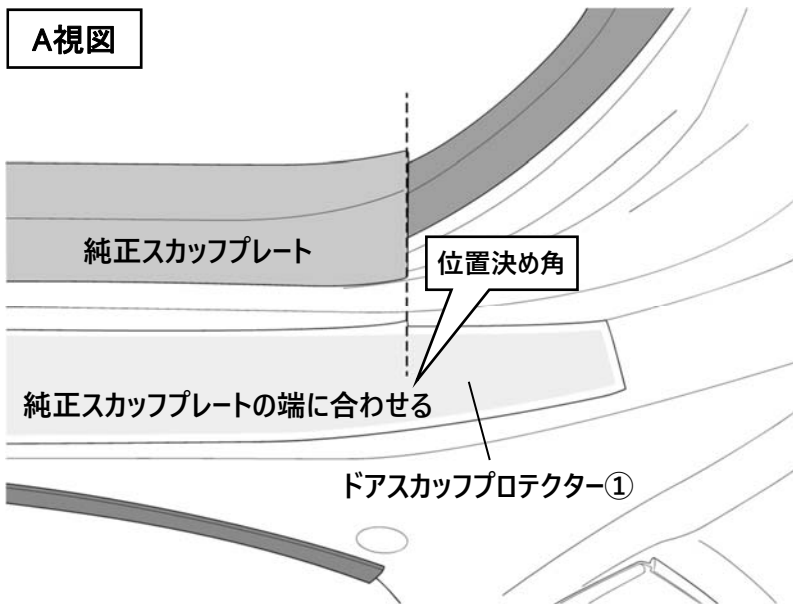 A視図
純正スカッフプレート
位置決め角
純正スカッフプレートの端に合わせる
ドアスカッフプロテクター①